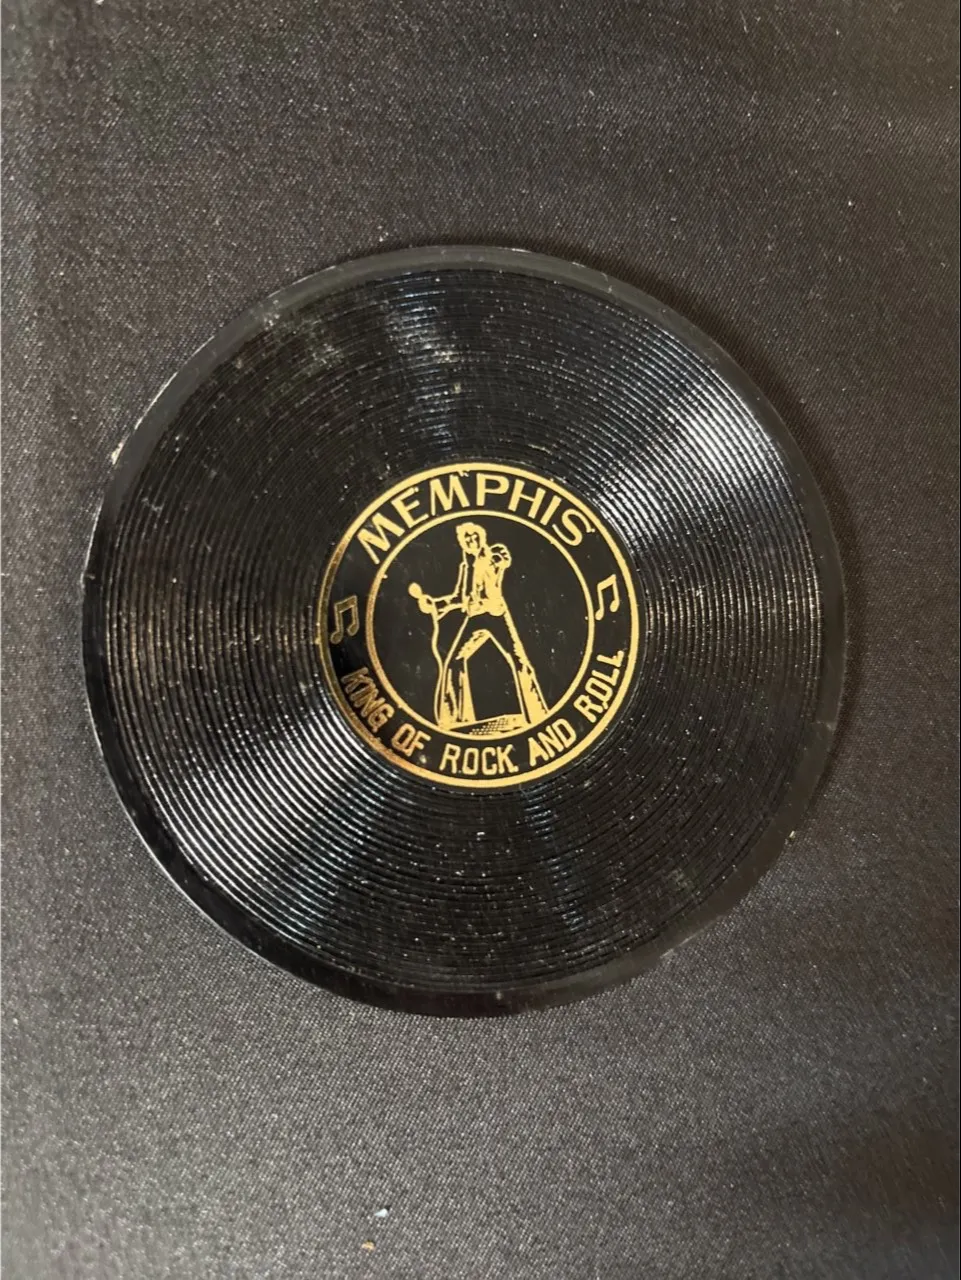 MEMPHIS
KING OF ROCK AND ROLL